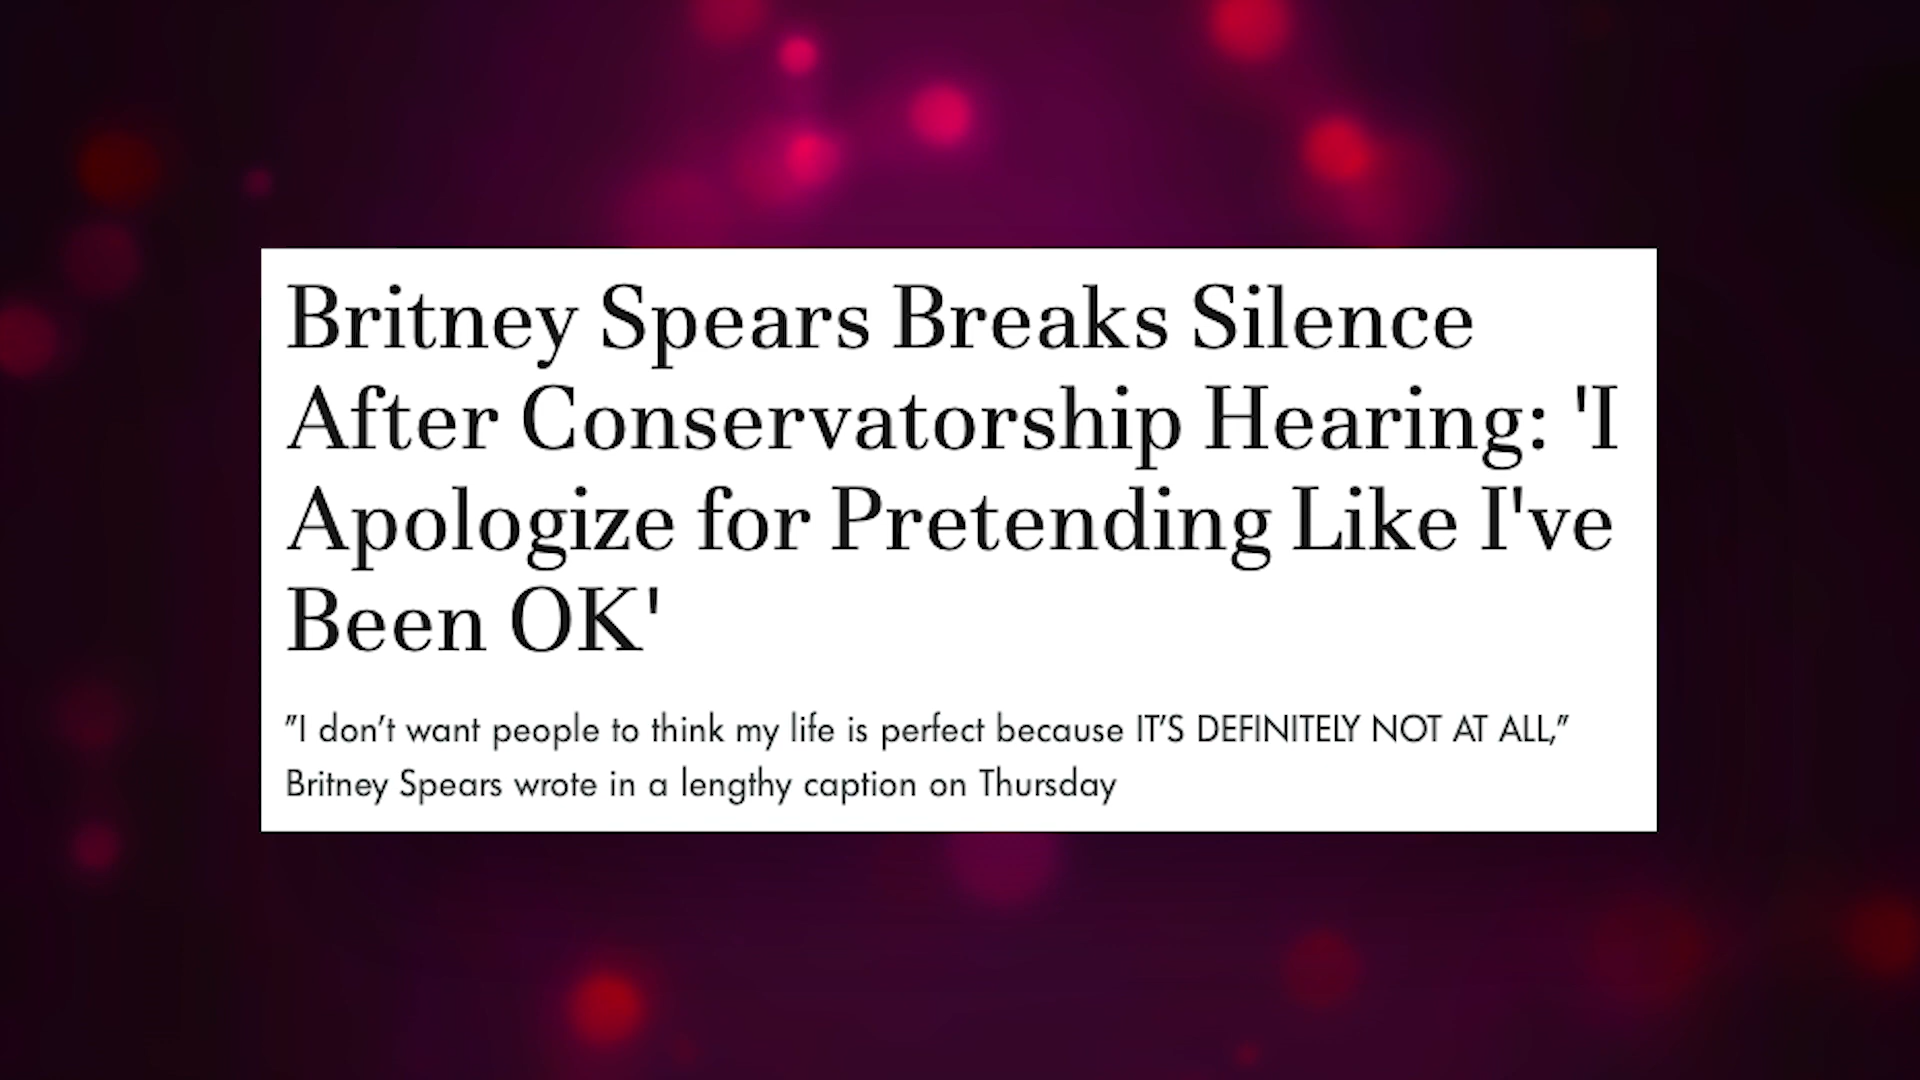 Britney Spears Breaks Silence
After Conservatorship Hearing: 'I
Apologize for Pretending Like I've
Been OK'
"I don't want people to think my life is perfect because IT'S DEFINITELY NOT AT ALL,"
Britney Spears wrote in a lengthy caption on Thursday